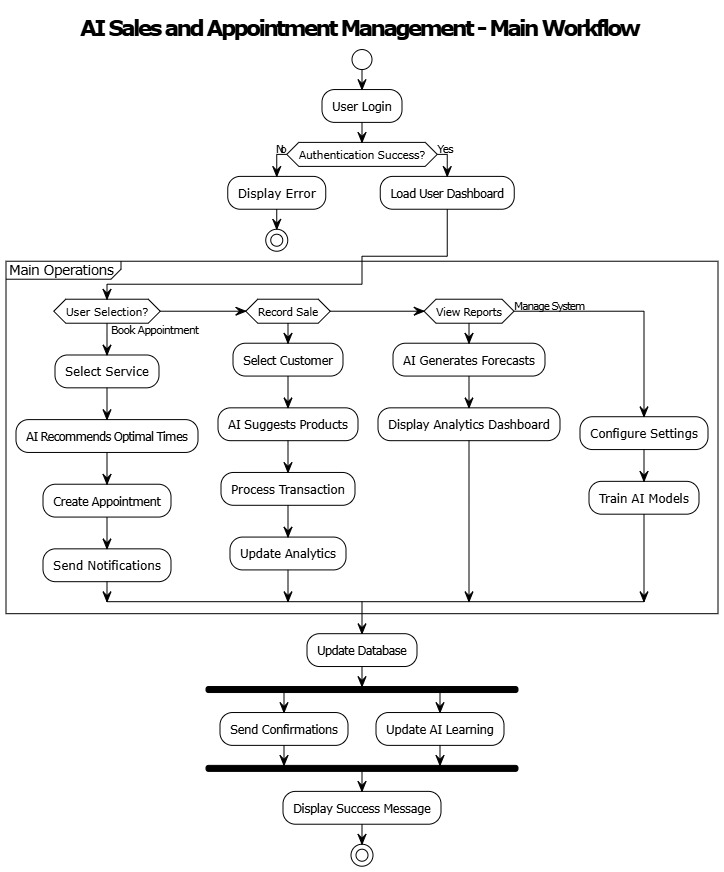 AI Sales and Appointment Management - Main Workflow
User Login
No
Authentication Success?
Yes
Display Error
Load User Dashboard
Main Operations
User Selection?
Book Appointment
Record Sale
View Reports
Manage System
Select Service
Select Customer
AI Generates Forecasts
AI Recommends Optimal Times
AI Suggests Products
Display Analytics Dashboard
Configure Settings
Create Appointment
Process Transaction
Train AI Models
Send Notifications
Update Analytics
Update Database
Send Confirmations
Update AI Learning
Display Success Message